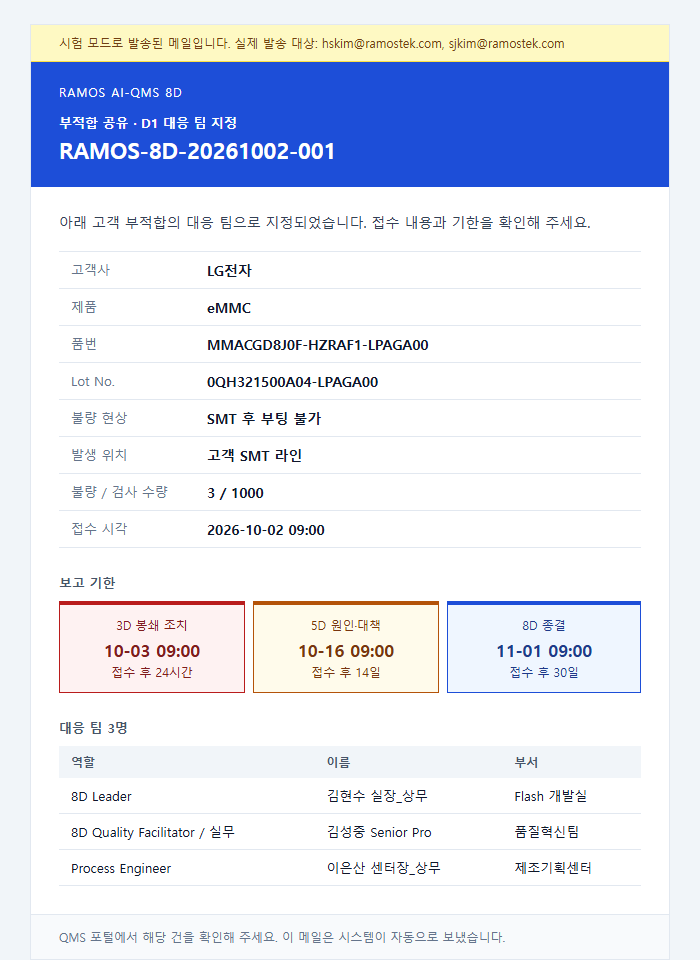 시험 모드로 발송된 메일입니다. 실제 발송 대상: hskim@ramostek.com, sjkim@ramostek.com
RAMOS AI-QMS 8D
부적합 공유 · D1 대응 팀 지정
RAMOS-8D-20261002-001
아래 고객 부적합의 대응 팀으로 지정되었습니다. 접수 내용과 기한을 확인해 주세요.
고객사 LG전자
제품 eMMC
품번 MMACGD8J0F-HZRAF1-LPAGA00
Lot No. 0QH321500A04-LPAGA00
불량 현상 SMT 후 부팅 불가
발생 위치 고객 SMT 라인
불량 / 검사 수량 3 / 1000
접수 시각 2026-10-02 09:00
보고 기한
3D 봉쇄 조치
10-03 09:00
접수 후 24시간
5D 원인·대책
10-16 09:00
접수 후 14일
8D 종결
11-01 09:00
접수 후 30일
대응 팀 3명
역할 이름 부서
8D Leader 김현수 실장_상무 Flash 개발실
8D Quality Facilitator / 실무 김성중 Senior Pro 품질혁신팀
Process Engineer 이은산 센터장_상무 제조기획센터
QMS 포털에서 해당 건을 확인해 주세요. 이 메일은 시스템이 자동으로 보냈습니다.